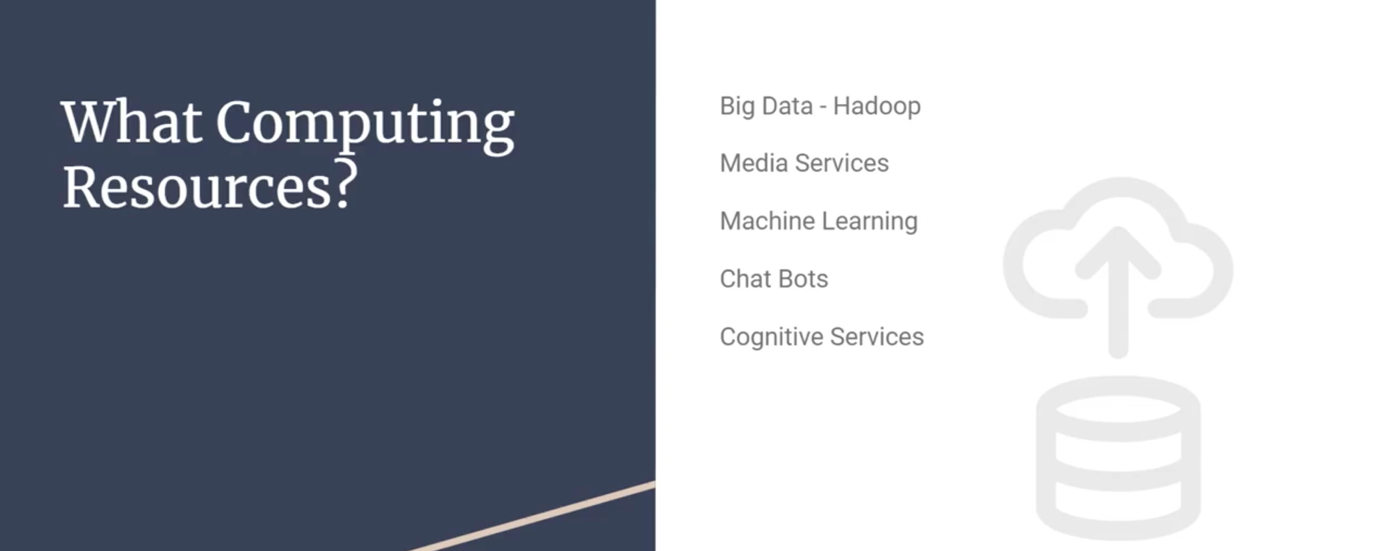 What Computing
Resources?
Big Data - Hadoop
Media Services
Machine Learning
Chat Bots
Cognitive Services